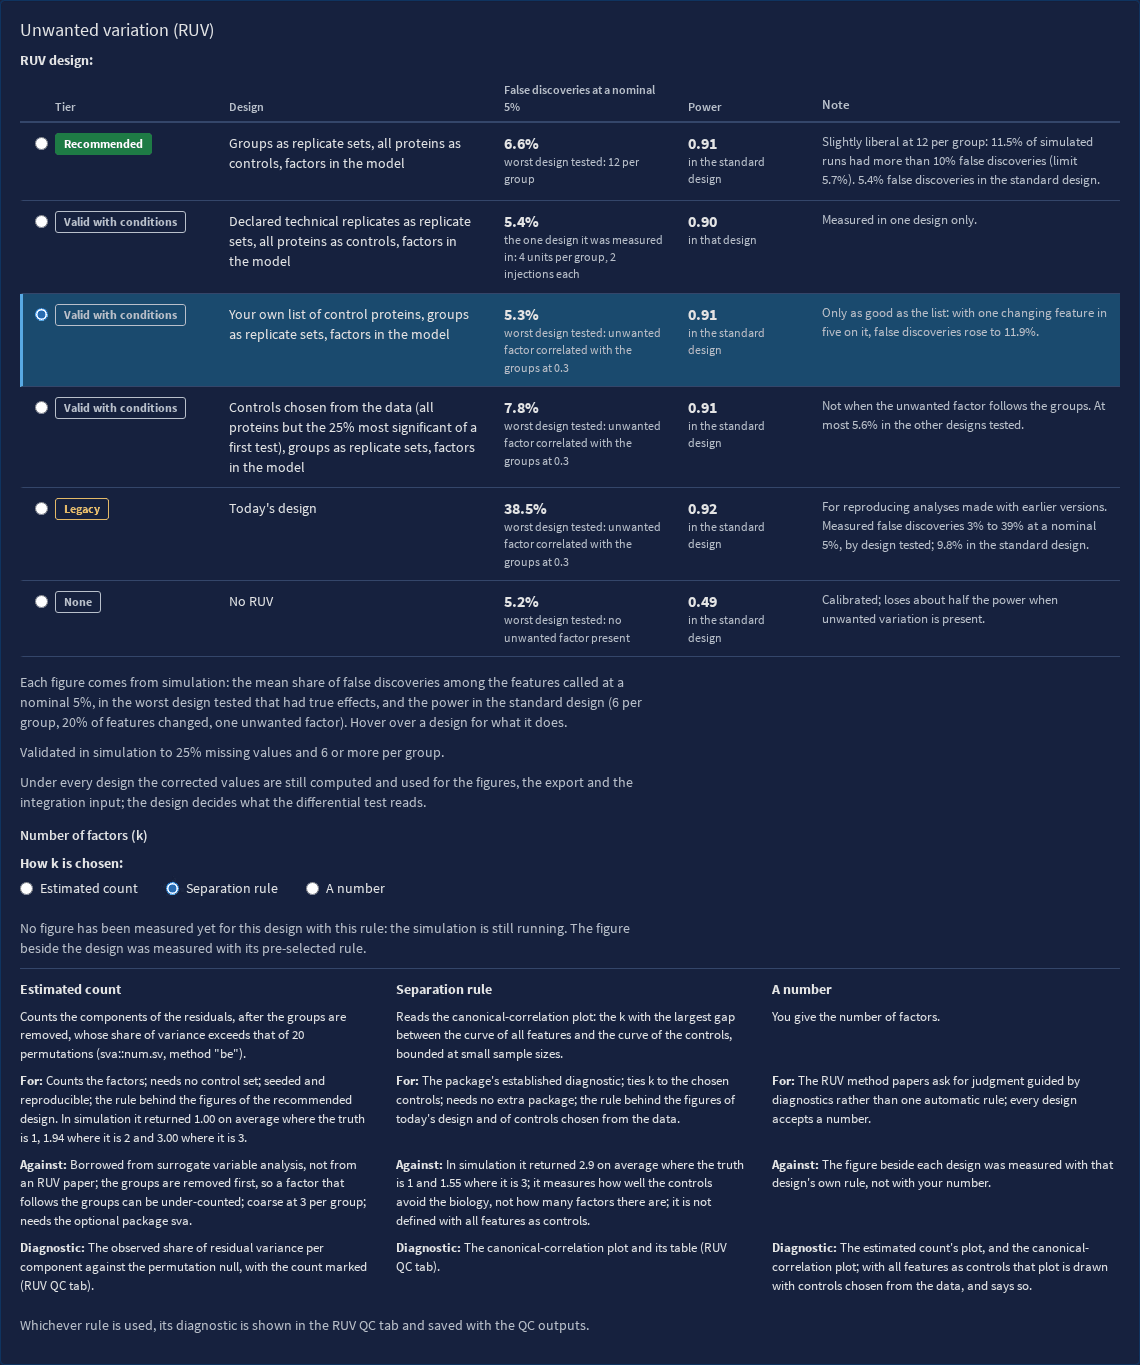 Unwanted variation (RUV)
RUV design:
Tier
Design
False discoveries at a nominal
5%
Power
Note
Recommended
Groups as replicate sets, all proteins as
controls, factors in the model
6.6%
worst design tested: 12 per
group
0.91
in the standard
design
Slightly liberal at 12 per group: 11.5% of simulated
runs had more than 10% false discoveries (limit
5.7%). 5.4% false discoveries in the standard design.
Valid with conditions
Declared technical replicates as replicate
sets, all proteins as controls, factors in
the model
5.4%
the one design it was measured
in: 4 units per group, 2
injections each
0.90
in that design
Measured in one design only.
Valid with conditions
Your own list of control proteins, groups
as replicate sets, factors in the model
5.3%
worst design tested: unwanted
factor correlated with the
groups at 0.3
0.91
in the standard
design
Only as good as the list: with one changing feature in
five on it, false discoveries rose to 11.9%.
Valid with conditions
Controls chosen from the data (all
proteins but the 25% most significant of a
first test), groups as replicate sets, factors
in the model
7.8%
worst design tested: unwanted
factor correlated with the
groups at 0.3
0.91
in the standard
design
Not when the unwanted factor follows the groups. At
most 5.6% in the other designs tested.
Legacy
Today's design
38.5%
worst design tested: unwanted
factor correlated with the
groups at 0.3
0.92
in the standard
design
For reproducing analyses made with earlier versions.
Measured false discoveries 3% to 39% at a nominal
5%, by design tested; 9.8% in the standard design.
None
No RUV
5.2%
worst design tested: no
unwanted factor present
0.49
in the standard
design
Calibrated; loses about half the power when
unwanted variation is present.
Each figure comes from simulation: the mean share of false discoveries among the features called at a
nominal 5%, in the worst design tested that had true effects, and the power in the standard design (6 per
group, 20% of features changed, one unwanted factor). Hover over a design for what it does.
Validated in simulation to 25% missing values and 6 or more per group.
Under every design the corrected values are still computed and used for the figures, the export and the
integration input; the design decides what the differential test reads.
Number of factors (k)
How k is chosen:
Estimated count
Separation rule
A number
No figure has been measured yet for this design with this rule: the simulation is still running. The figure
beside the design was measured with its pre-selected rule.
Estimated count
Counts the components of the residuals, after the groups are
removed, whose share of variance exceeds that of 20
permutations (sva::num.sv, method "be").
For: Counts the factors; needs no control set; seeded and
reproducible; the rule behind the figures of the recommended
design. In simulation it returned 1.00 on average where the truth
is 1, 1.94 where it is 2 and 3.00 where it is 3.
Against: Borrowed from surrogate variable analysis, not from
an RUV paper; the groups are removed first, so a factor that
follows the groups can be under-counted; coarse at 3 per group;
needs the optional package sva.
Diagnostic: The observed share of residual variance per
component against the permutation null, with the count marked
(RUV QC tab).
Separation rule
Reads the canonical-correlation plot: the k with the largest gap
between the curve of all features and the curve of the controls,
bounded at small sample sizes.
For: The package's established diagnostic; ties k to the chosen
controls; needs no extra package; the rule behind the figures of
today's design and of controls chosen from the data.
Against: In simulation it returned 2.9 on average where the truth
is 1 and 1.55 where it is 3; it measures how well the controls
avoid the biology, not how many factors there are; it is not
defined with all features as controls.
Diagnostic: The canonical-correlation plot and its table (RUV
QC tab).
A number
You give the number of factors.
For: The RUV method papers ask for judgment guided by
diagnostics rather than one automatic rule; every design
accepts a number.
Against: The figure beside each design was measured with that
design's own rule, not with your number.
Diagnostic: The estimated count's plot, and the canonical-
correlation plot; with all features as controls that plot is drawn
with controls chosen from the data, and says so.
Whichever rule is used, its diagnostic is shown in the RUV QC tab and saved with the QC outputs.